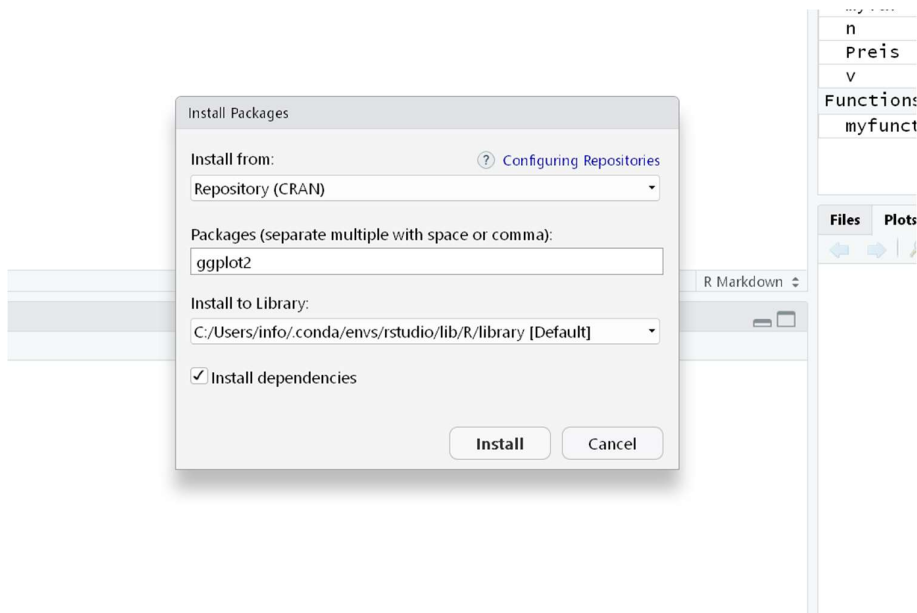 n
Preis
v
Functions
myfunct
Install Packages
Install from:
? Configuring Repositories
Repository (CRAN)
Packages (separate multiple with space or comma):
ggplot2
Install to Library:
C:/Users/info/.conda/envs/rstudio/lib/R/library [Default]
Install dependencies
Install
Cancel
Files Plots
R Markdown